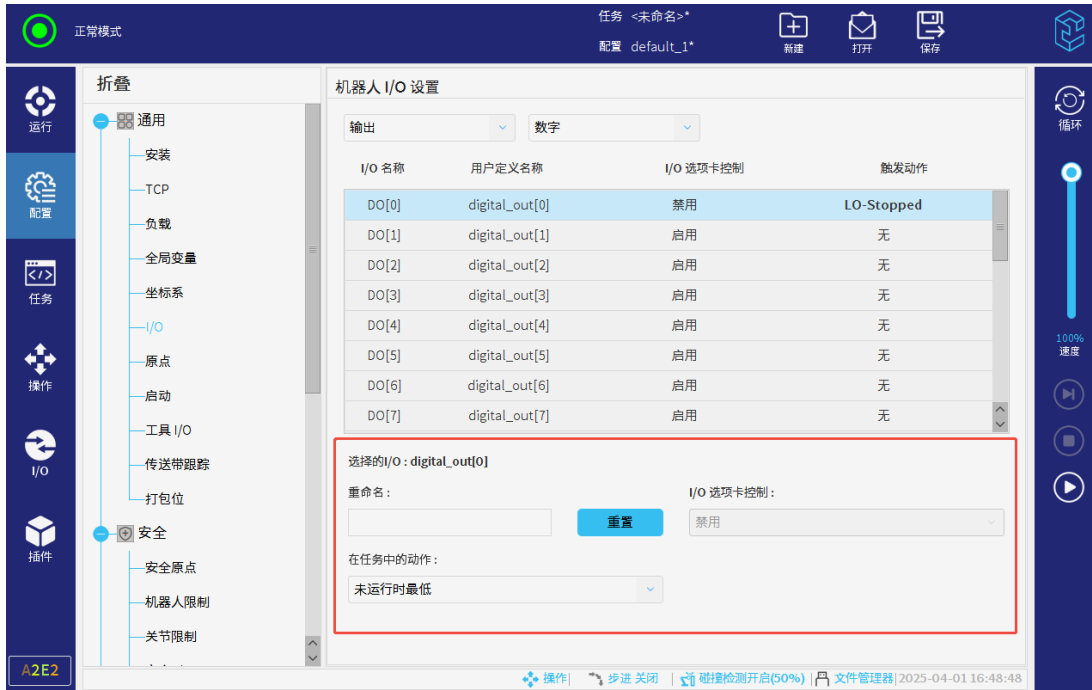 正常模式
任务 <未命名>*
配置 default_1*
新建
打开
保存
运行
配置
任务
操作
I/O
插件
A2E2
折叠
通用
安装
TCP
负载
全局变量
坐标系
I/O
原点
启动
工具 I/O
传送带跟踪
打包位
安全
安全原点
机器人限制
关节限制
机器人 I/O 设置
输出 数字
I/O 名称 用户定义名称 I/O 选项卡控制 触发动作
DO[0] digital_out[0] 禁用 LO-Stopped
DO[1] digital_out[1] 启用 无
DO[2] digital_out[2] 启用 无
DO[3] digital_out[3] 启用 无
DO[4] digital_out[4] 启用 无
DO[5] digital_out[5] 启用 无
DO[6] digital_out[6] 启用 无
DO[7] digital_out[7] 启用 无
选择的I/O : digital_out[0]
重命名 : I/O 选项卡控制 :
重置 禁用
在任务中的动作 :
未运行时最低
循环
100%
速度
操作| 步进 关闭 | 碰撞检测开启(50%) | 文件管理器|2025-04-01 16:48:48